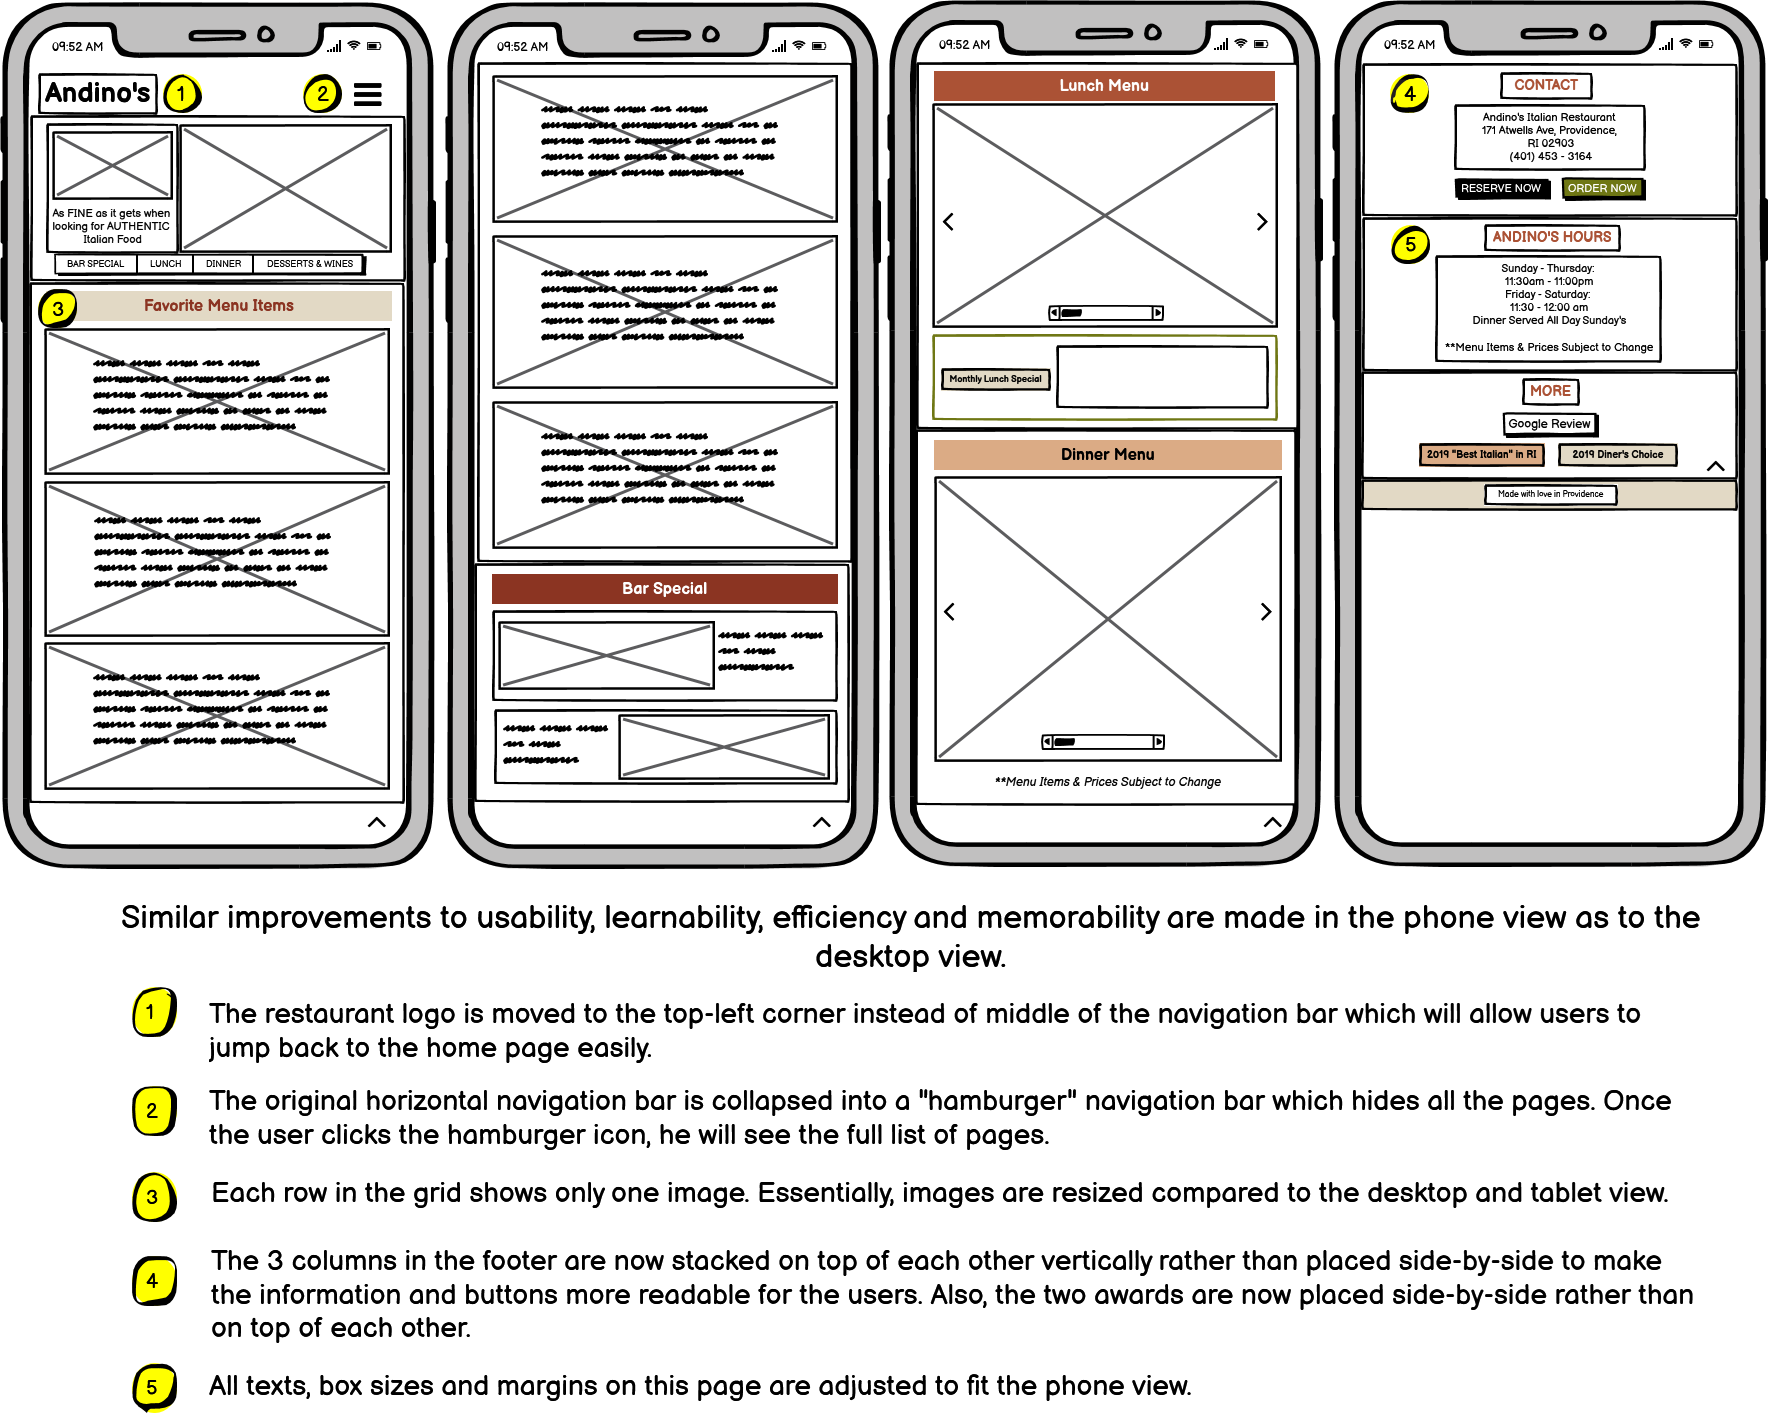 09:52 AM
Andino's
1
2
As FINE as it gets when
looking for AUTHENTIC
Italian Food
BAR SPECIAL
LUNCH
DINNER
DESSERTS & WINES
3
Favorite Menu Items
09:52 AM
Bar Special
09:52 AM
Lunch Menu
Monthly Lunch Special
Dinner Menu
**Menu Items & Prices Subject to Change
09:52 AM
4
CONTACT
Andino's Italian Restaurant
171 Atwells Ave, Providence,
RI 02903
(401) 453 - 3164
RESERVE NOW
ORDER NOW
5
ANDINO'S HOURS
Sunday - Thursday:
11:30am - 11:00pm
Friday - Saturday:
11:30 - 12:00 am
Dinner Served All Day Sunday's
**Menu Items & Prices Subject to Change
MORE
Google Review
2019 "Best Italian" in RI
2019 Diner's Choice
Made with love in Providence
Similar improvements to usability, learnability, efficiency and memorability are made in the phone view as to the
desktop view.
1
The restaurant logo is moved to the top-left corner instead of middle of the navigation bar which will allow users to
jump back to the home page easily.
2
The original horizontal navigation bar is collapsed into a "hamburger" navigation bar which hides all the pages. Once
the user clicks the hamburger icon, he will see the full list of pages.
3
Each row in the grid shows only one image. Essentially, images are resized compared to the desktop and tablet view.
4
The 3 columns in the footer are now stacked on top of each other vertically rather than placed side-by-side to make
the information and buttons more readable for the users. Also, the two awards are now placed side-by-side rather than
on top of each other.
5
All texts, box sizes and margins on this page are adjusted to fit the phone view.